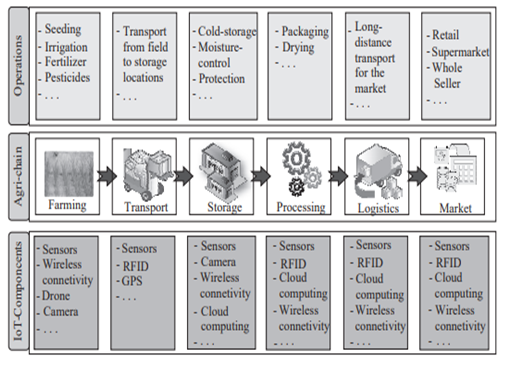 Operations
- Seeding
- Irrigation
- Fertilizer
- Pesticides
- . . .
- Transport
from field
to storage
locations
- . . .
- Cold-storage
- Moisture-
control
- Protection
- . . .
- Packaging
- Drying
- . . .
- Long-
distance
transport
for the
market
- . . .
- Retail
- Supermarket
- Whole
Seller
- . . .
Agri-chain
Farming
Transport
Storage
Processing
Logistics
Market
IoT-Componcents
- Sensors
- Wireless
connetivity
- Drone
- Camera
- . . .
- Sensors
- RFID
- GPS
- . . .
- Sensors
- Camera
- Wireless
connetivity
- Cloud
computing
- . . .
- Sensors
- RFID
- Cloud
computing
- Wireless
connetivity
- . . .
- Sensors
- RFID
- Cloud
computing
- Wireless
connetivity
- . . .
- Sensors
- RFID
- Cloud
computing
- Wireless
connetivity
- . . .